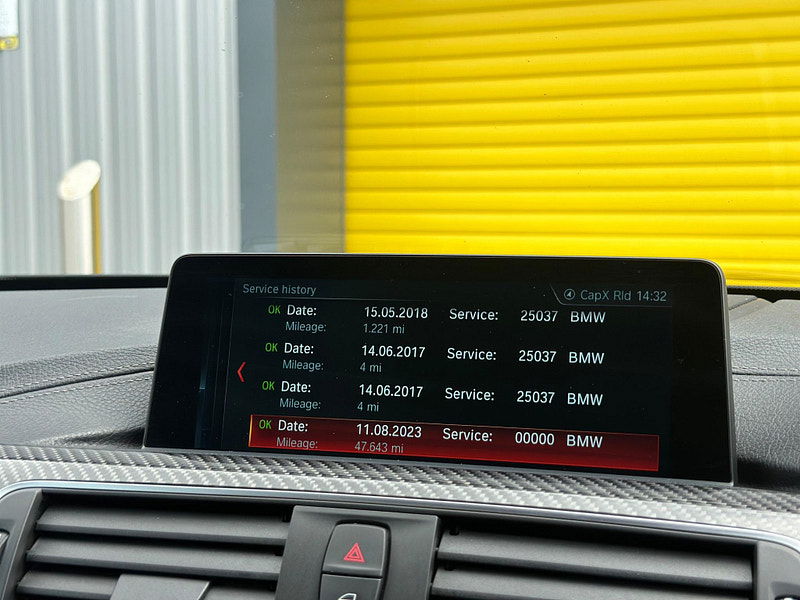 Service history
CapX Rld 14:32
OK Date: 15.05.2018 Service: 25037 BMW
Mileage: 1.221 mi
OK Date: 14.06.2017 Service: 25037 BMW
Mileage: 4 mi
OK Date: 14.06.2017 Service: 25037 BMW
Mileage: 4 mi
OK Date: 11.08.2023 Service: 00000 BMW
Mileage: 47.643 mi